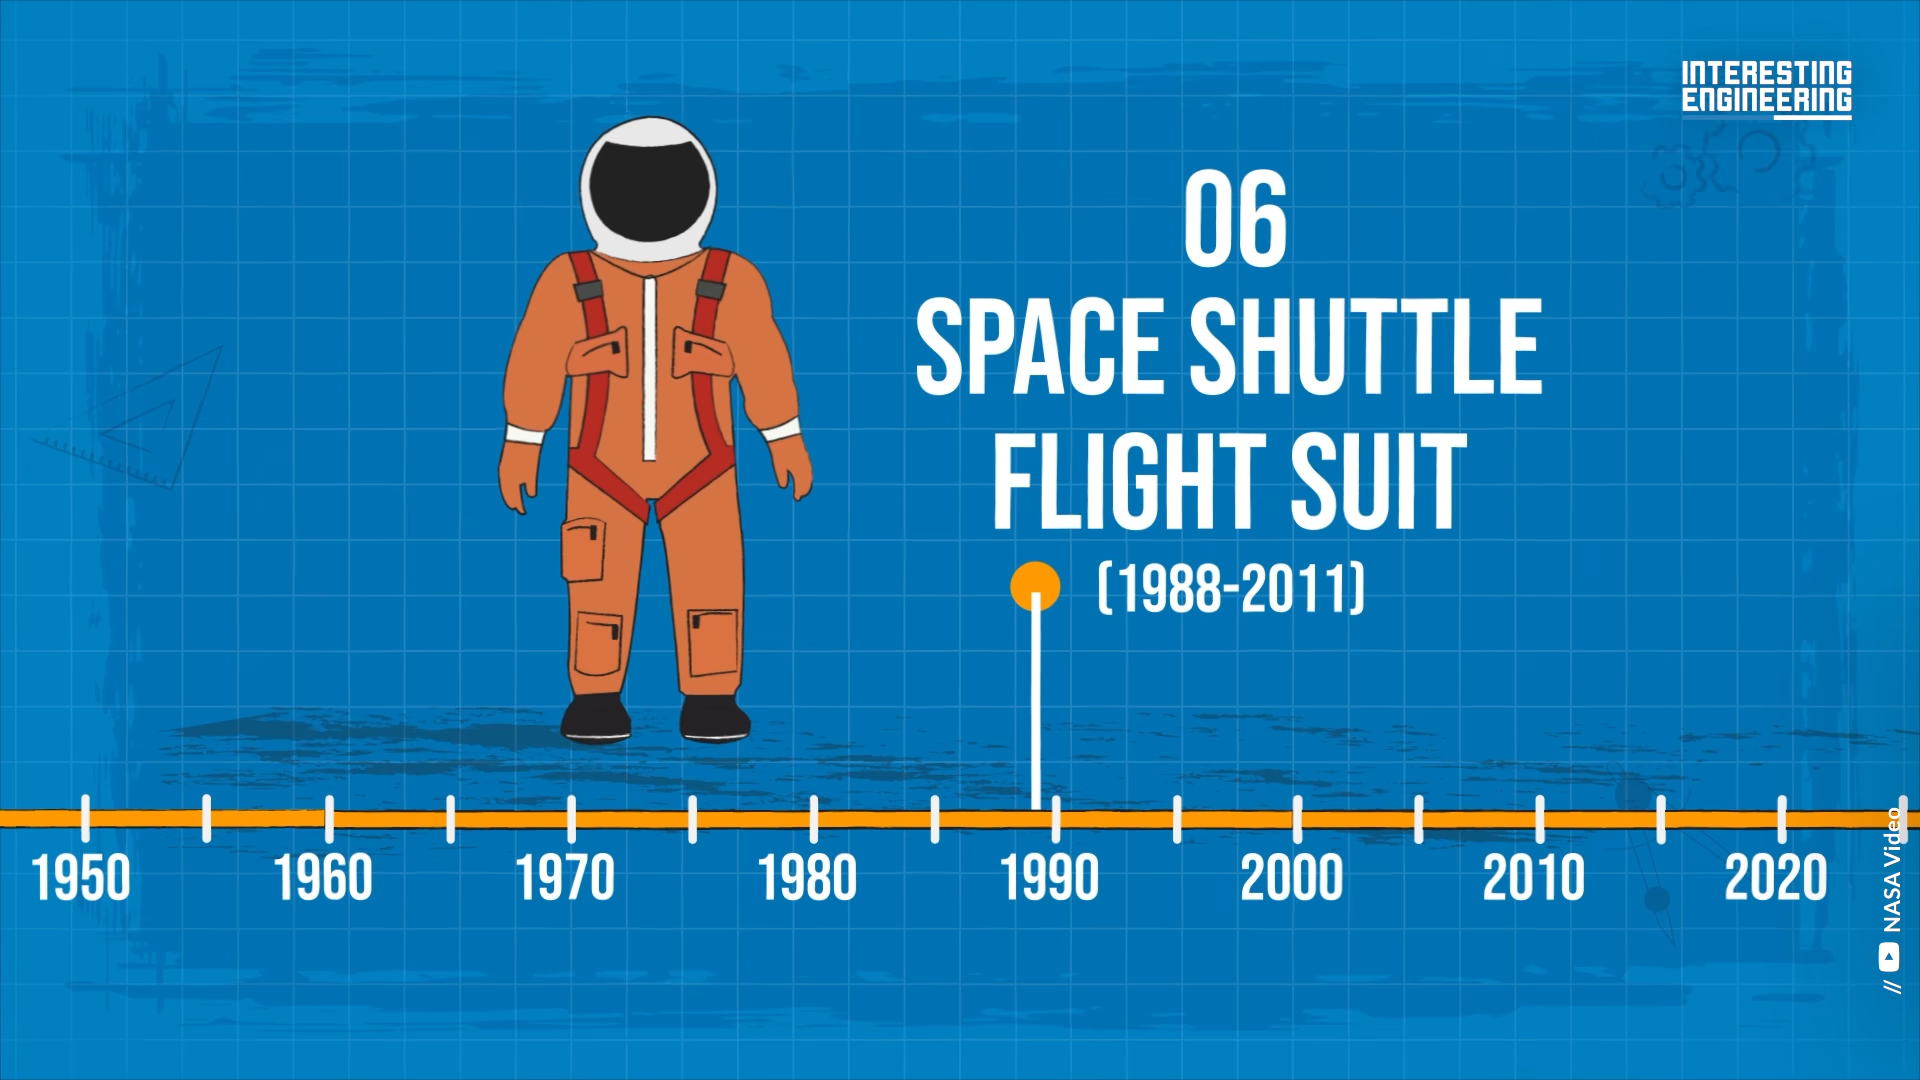 INTERESTING
ENGINEERING
06
SPACE SHUTTLE
FLIGHT SUIT
(1988-2011)
1950 1960 1970 1980 1990 2000 2010 2020
// NASA Video